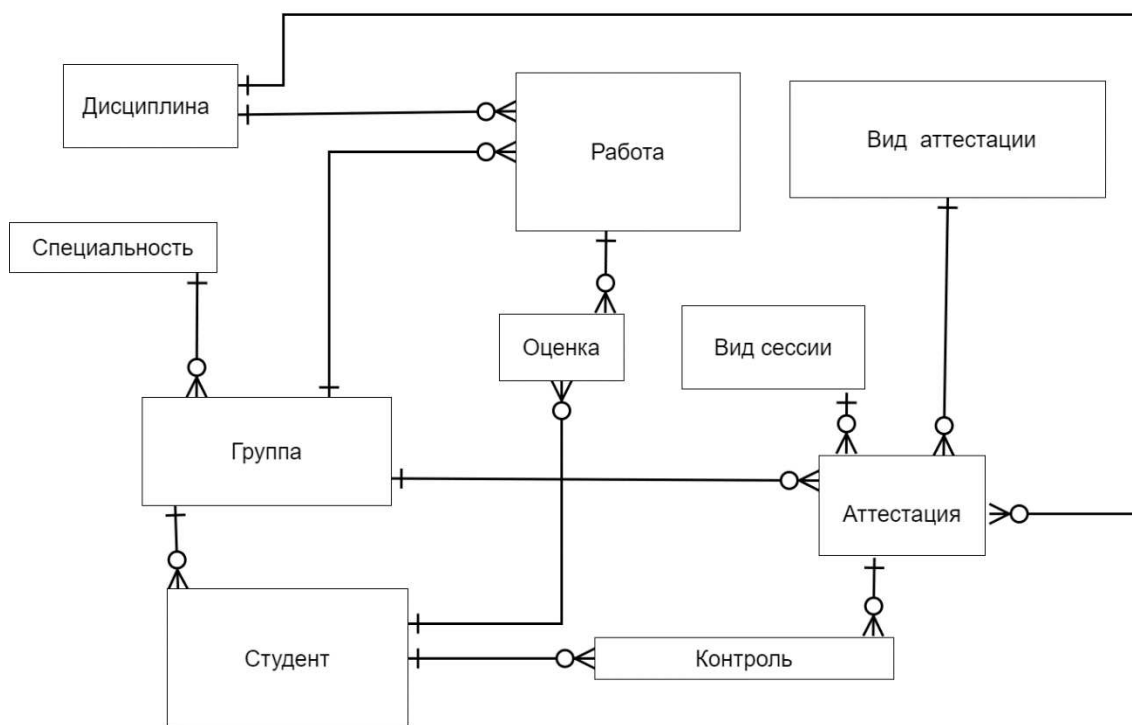 Дисциплина
Работа
Вид аттестации
Специальность
Оценка
Вид сессии
Группа
Аттестация
Студент
Контроль